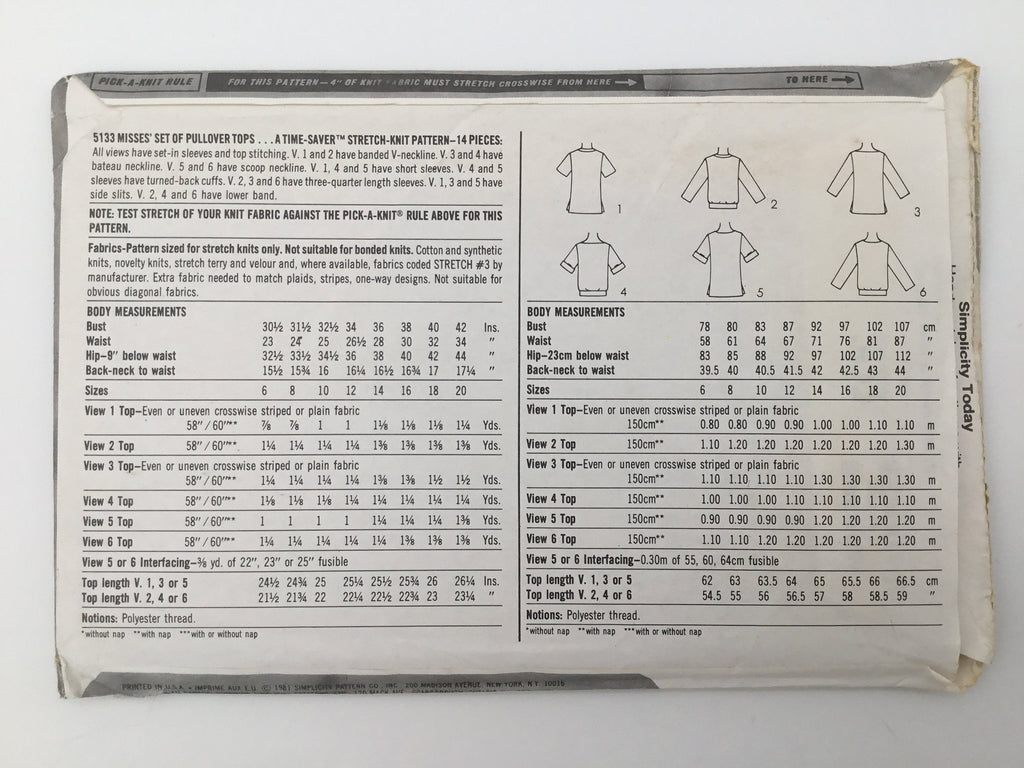 PICK-A-KNIT RULE
FOR THIS PATTERN—4" OF KNIT FABRIC MUST STRETCH CROSSWISE FROM HERE →
TO HERE →
5133 MISSES' SET OF PULLOVER TOPS . . . A TIME-SAVER™ STRETCH-KNIT PATTERN—14 PIECES:
All views have set-in sleeves and top stitching. V. 1 and 2 have banded V-neckline. V. 3 and 4 have
bateau neckline. V. 5 and 6 have scoop neckline. V. 1, 4 and 5 have short sleeves. V. 4 and 5
sleeves have turned-back cuffs. V. 2, 3 and 6 have three-quarter length sleeves. V. 1, 3 and 5 have
side slits. V. 2, 4 and 6 have lower band.
NOTE: TEST STRETCH OF YOUR KNIT FABRIC AGAINST THE PICK-A-KNIT® RULE ABOVE FOR THIS
PATTERN.
Fabrics-Pattern sized for stretch knits only. Not suitable for bonded knits. Cotton and synthetic
knits, novelty knits, stretch terry and velour and, where available, fabrics coded STRETCH #3 by
manufacturer. Extra fabric needed to match plaids, stripes, one-way designs. Not suitable for
obvious diagonal fabrics.
BODY MEASUREMENTS
Bust 30½ 31½ 32½ 34 36 38 40 42 Ins.
Waist 23 24 25 26½ 28 30 32 34 "
Hip-9" below waist 32½ 33½ 34½ 36 38 40 42 44 "
Back-neck to waist 15½ 15¾ 16 16¼ 16½ 16¾ 17 17¼ "
Sizes 6 8 10 12 14 16 18 20
View 1 Top—Even or uneven crosswise striped or plain fabric
58"/60"** ⅞ ⅞ 1 1 1⅛ 1⅛ 1⅛ 1¼ Yds.
View 2 Top 58"/60"** 1¼ 1¼ 1¼ 1¼ 1¼ 1⅜ 1⅜ 1⅜ Yds.
View 3 Top—Even or uneven crosswise striped or plain fabric
58"/60"** 1¼ 1¼ 1¼ 1¼ 1⅜ 1⅜ 1½ 1½ Yds.
View 4 Top 58"/60"** 1⅛ 1⅛ 1⅛ 1¼ 1¼ 1¼ 1¼ 1¼ Yds.
View 5 Top 58"/60"** 1 1 1 1 1¼ 1¼ 1¼ 1⅜ Yds.
View 6 Top 58"/60"** 1¼ 1¼ 1¼ 1¼ 1¼ 1⅜ 1⅜ 1⅜ Yds.
View 5 or 6 Interfacing—⅜ yd. of 22", 23" or 25" fusible
Top length V. 1, 3 or 5 24½ 24¾ 25 25¼ 25½ 25¾ 26 26¼ Ins.
Top length V. 2, 4 or 6 21½ 21¾ 22 22¼ 22½ 22¾ 23 23¼ "
Notions: Polyester thread.
*without nap **with nap ***with or without nap
1
2
3
4
5
6
BODY MEASUREMENTS
Bust 78 80 83 87 92 97 102 107 cm
Waist 58 61 64 67 71 76 81 87 "
Hip-23cm below waist 83 85 88 92 97 102 107 112 "
Back-neck to waist 39.5 40 40.5 41.5 42 42.5 43 44 "
Sizes 6 8 10 12 14 16 18 20
View 1 Top—Even or uneven crosswise striped or plain fabric
150cm** 0.80 0.80 0.90 0.90 1.00 1.00 1.10 1.10 m
View 2 Top 150cm** 1.10 1.20 1.20 1.20 1.20 1.20 1.20 1.30 m
View 3 Top—Even or uneven crosswise striped or plain fabric
150cm** 1.10 1.10 1.10 1.10 1.30 1.30 1.30 1.30 m
View 4 Top 150cm** 1.00 1.00 1.00 1.10 1.10 1.10 1.10 1.10 m
View 5 Top 150cm** 0.90 0.90 0.90 0.90 1.20 1.20 1.20 1.20 m
View 6 Top 150cm** 1.10 1.10 1.20 1.20 1.20 1.20 1.20 1.20 m
View 5 or 6 Interfacing—0.30m of 55, 60, 64cm fusible
Top length V. 1, 3 or 5 62 63 63.5 64 65 65.5 66 66.5 cm
Top length V. 2, 4 or 6 54.5 55 56 56.5 57 58 58.5 59 "
Notions: Polyester thread.
*without nap **with nap ***with or without nap
Simplicity Today
PRINTED IN U.S.A. • IMPRIMÉ AUX É.U. © 1981 SIMPLICITY PATTERN CO., INC. 200 MADISON AVENUE, NEW YORK, N.Y. 10016